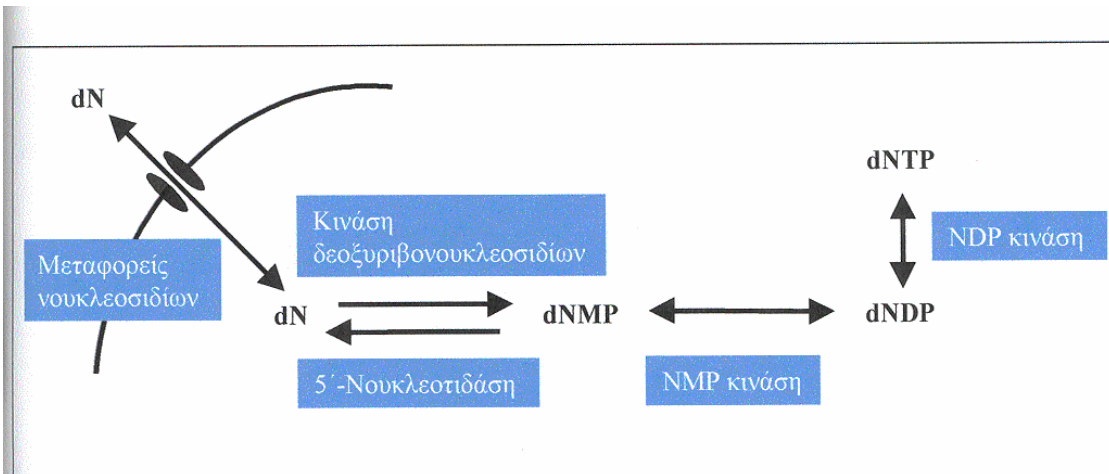 dN
dNTP
Κινάση
δεοξυριβονουκλεοσιδίων
NDP κινάση
Μεταφορείς
νουκλεοσιδίων
dN
dNMP
dNDP
5΄-Νουκλεοτιδάση
NMP κινάση